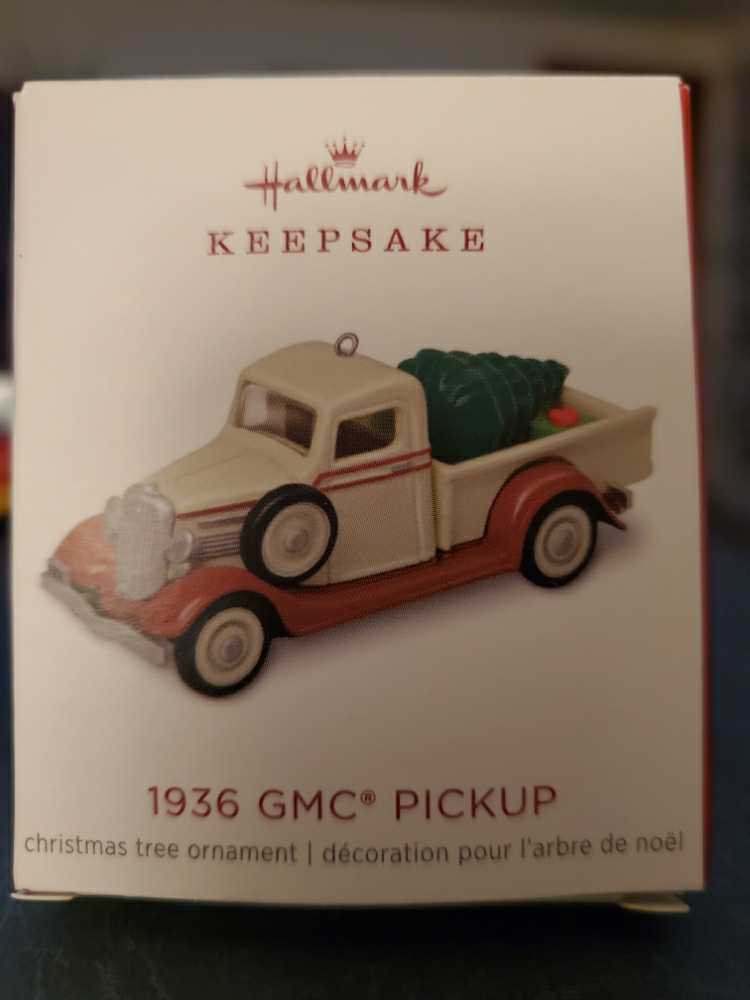 Hallmark
KEEPSAKE
1936 GMC® PICKUP
christmas tree ornament | décoration pour l'arbre de noël